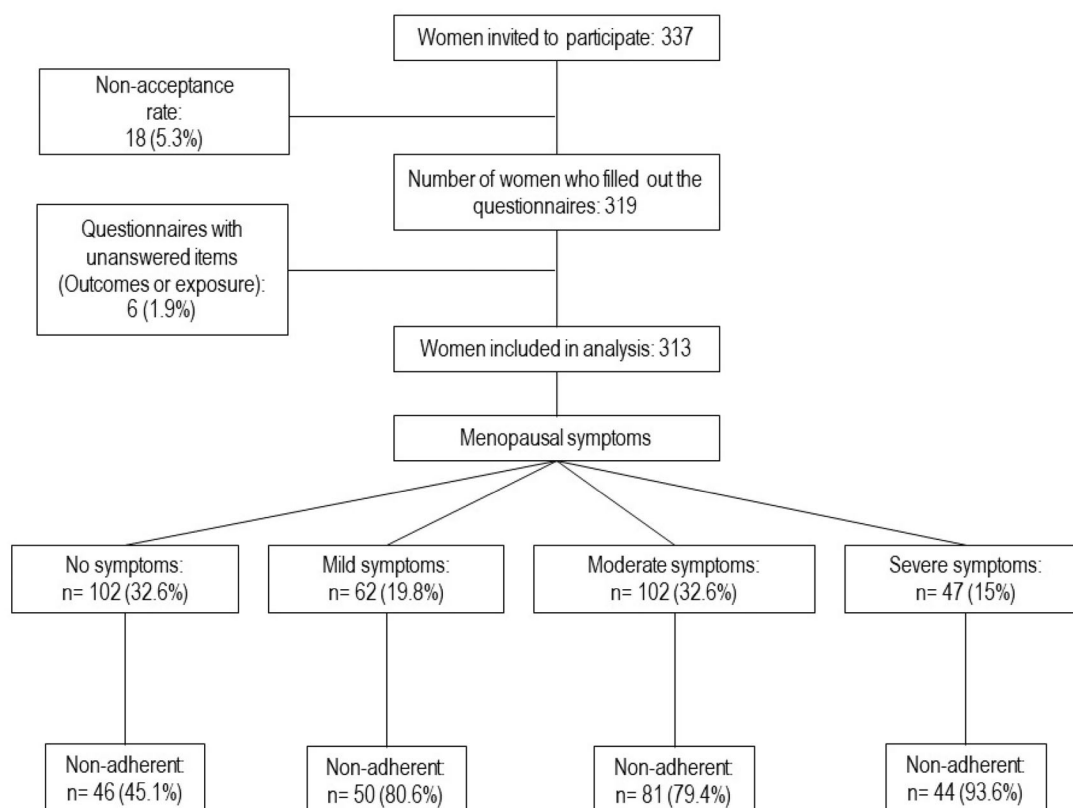 Women invited to participate: 337
Non-acceptance
rate:
18 (5.3%)
Number of women who filled out the
questionnaires: 319
Questionnaires with
unanswered items
(Outcomes or exposure):
6 (1.9%)
Women included in analysis: 313
Menopausal symptoms
No symptoms:
n= 102 (32.6%)
Mild symptoms:
n= 62 (19.8%)
Moderate symptoms:
n= 102 (32.6%)
Severe symptoms:
n= 47 (15%)
Non-adherent:
n= 46 (45.1%)
Non-adherent:
n= 50 (80.6%)
Non-adherent:
n= 81 (79.4%)
Non-adherent:
n= 44 (93.6%)